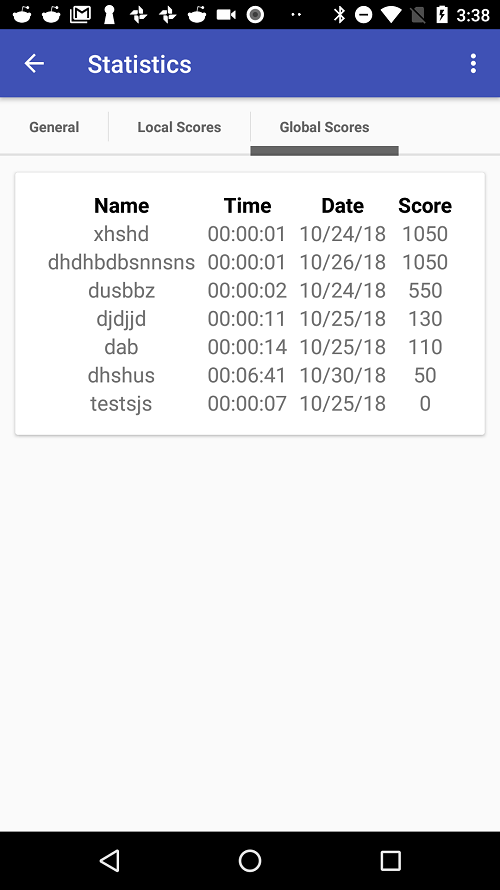 3:38
Statistics
General Local Scores Global Scores
Name Time Date Score
xhshd 00:00:01 10/24/18 1050
dhdhbdbsnnsns 00:00:01 10/26/18 1050
dusbbz 00:00:02 10/24/18 550
djdjjd 00:00:11 10/25/18 130
dab 00:00:14 10/25/18 110
dhshus 00:06:41 10/30/18 50
testsjs 00:00:07 10/25/18 0